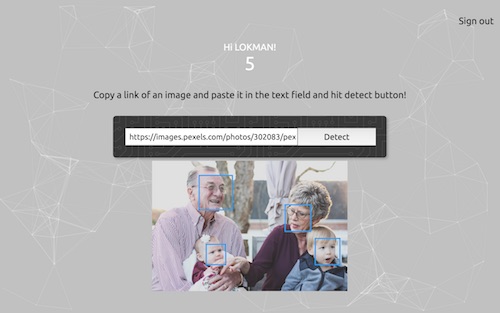 Sign out
Hi LOKMAN!
5
Copy a link of an image and paste it in the text field and hit detect button!
https://images.pexels.com/photos/302083/pex
Detect